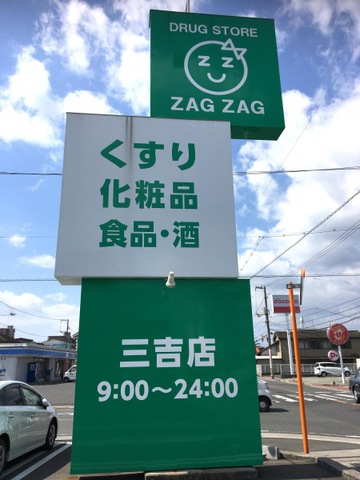 DRUG STORE
ZZ
ZAG ZAG
くすり
化粧品
食品・酒
三吉店
9:00〜24:00
docomo
P